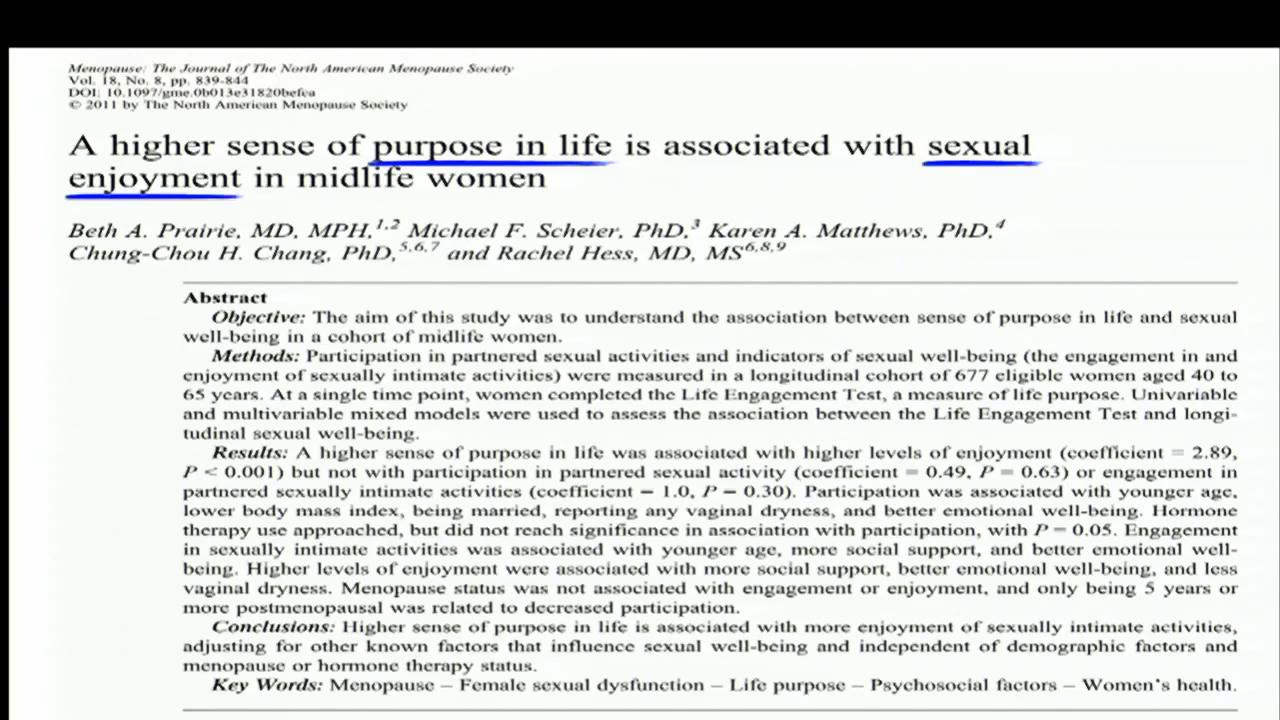 Menopause: The Journal of The North American Menopause Society
Vol. 18, No. 8, pp. 839-844
DOI: 10.1097/gme.0b013e31820befca
© 2011 by The North American Menopause Society
A higher sense of purpose in life is associated with sexual
enjoyment in midlife women
Beth A. Prairie, MD, MPH,1,2 Michael F. Scheier, PhD,3 Karen A. Matthews, PhD,4
Chung-Chou H. Chang, PhD,5,6,7 and Rachel Hess, MD, MS6,8,9
Abstract
Objective: The aim of this study was to understand the association between sense of purpose in life and sexual
well-being in a cohort of midlife women.
Methods: Participation in partnered sexual activities and indicators of sexual well-being (the engagement in and
enjoyment of sexually intimate activities) were measured in a longitudinal cohort of 677 eligible women aged 40 to
65 years. At a single time point, women completed the Life Engagement Test, a measure of life purpose. Univariable
and multivariable mixed models were used to assess the association between the Life Engagement Test and longi-
tudinal sexual well-being.
Results: A higher sense of purpose in life was associated with higher levels of enjoyment (coefficient = 2.89,
P < 0.001) but not with participation in partnered sexual activity (coefficient = 0.49, P = 0.63) or engagement in
partnered sexually intimate activities (coefficient = 1.0, P = 0.30). Participation was associated with younger age,
lower body mass index, being married, reporting any vaginal dryness, and better emotional well-being. Hormone
therapy use approached, but did not reach significance in association with participation, with P = 0.05. Engagement
in sexually intimate activities was associated with younger age, more social support, and better emotional well-
being. Higher levels of enjoyment were associated with more social support, better emotional well-being, and less
vaginal dryness. Menopause status was not associated with engagement or enjoyment, and only being 5 years or
more postmenopausal was related to decreased participation.
Conclusions: Higher sense of purpose in life is associated with more enjoyment of sexually intimate activities,
adjusting for other known factors that influence sexual well-being and independent of demographic factors and
menopause or hormone therapy status.
Key Words: Menopause – Female sexual dysfunction – Life purpose – Psychosocial factors – Women's health.